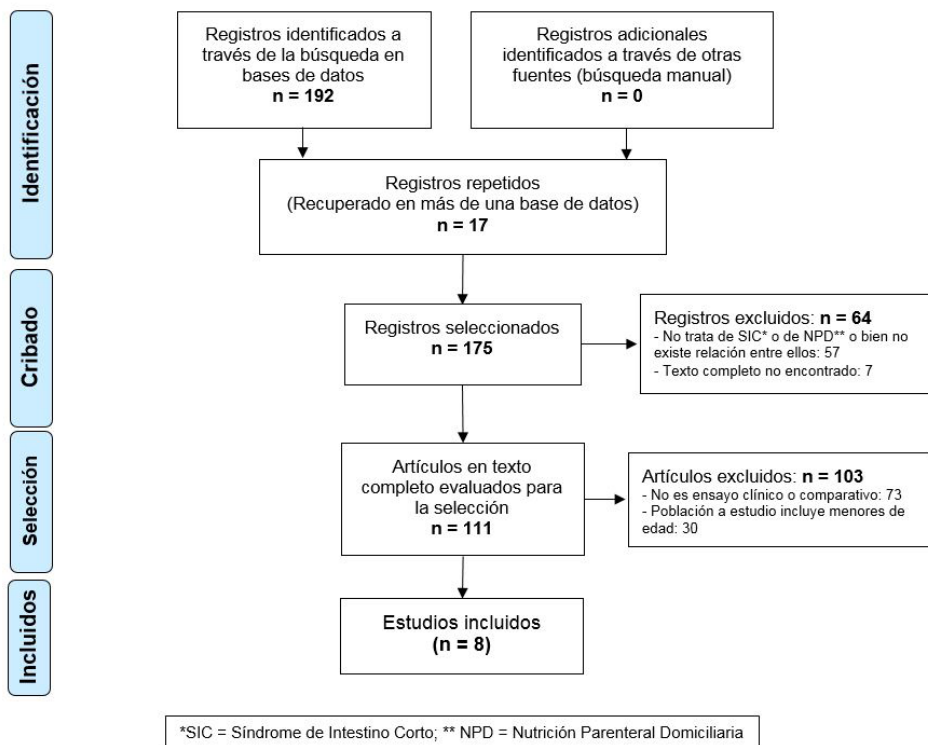 Identificación
Registros identificados a
través de la búsqueda en
bases de datos
n = 192
Registros adicionales
identificados a través de otras
fuentes (búsqueda manual)
n = 0
Registros repetidos
(Recuperado en más de una base de datos)
n = 17
Cribado
Registros seleccionados
n = 175
Registros excluidos: n = 64
- No trata de SIC* o de NPD** o bien no
existe relación entre ellos: 57
- Texto completo no encontrado: 7
Selección
Artículos en texto
completo evaluados para
la selección
n = 111
Artículos excluidos: n = 103
- No es ensayo clínico o comparativo: 73
- Población a estudio incluye menores de
edad: 30
Incluidos
Estudios incluidos
(n = 8)
*SIC = Síndrome de Intestino Corto; ** NPD = Nutrición Parenteral Domiciliaria